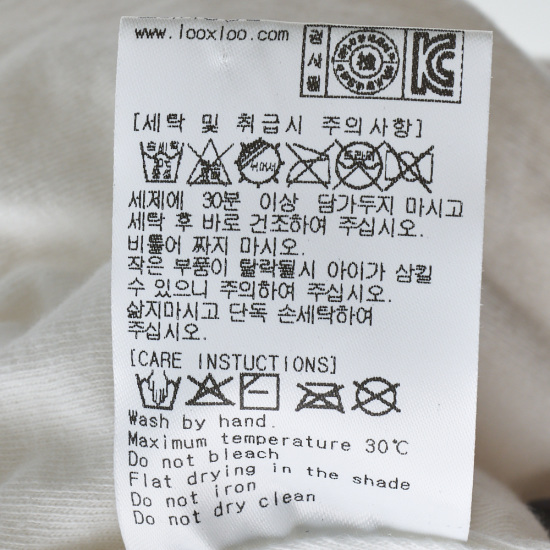 www.looxloo.com
검사필
檢
[세탁 및 취급시 주의사항]
세제에 30분 이상 담가두지 마시고
세탁 후 바로 건조하여 주십시오.
비틀어 짜지 마시오.
작은 부품이 탈락될시 아이가 삼킬
수 있으니 주의하여 주십시오.
삶지마시고 단독 손세탁하여
주십시오.
[CARE INSTUCTIONS]
Wash by hand.
Maximum temperature 30℃
Do not bleach
Flat drying in the shade
Do not iron
Do not dry clean